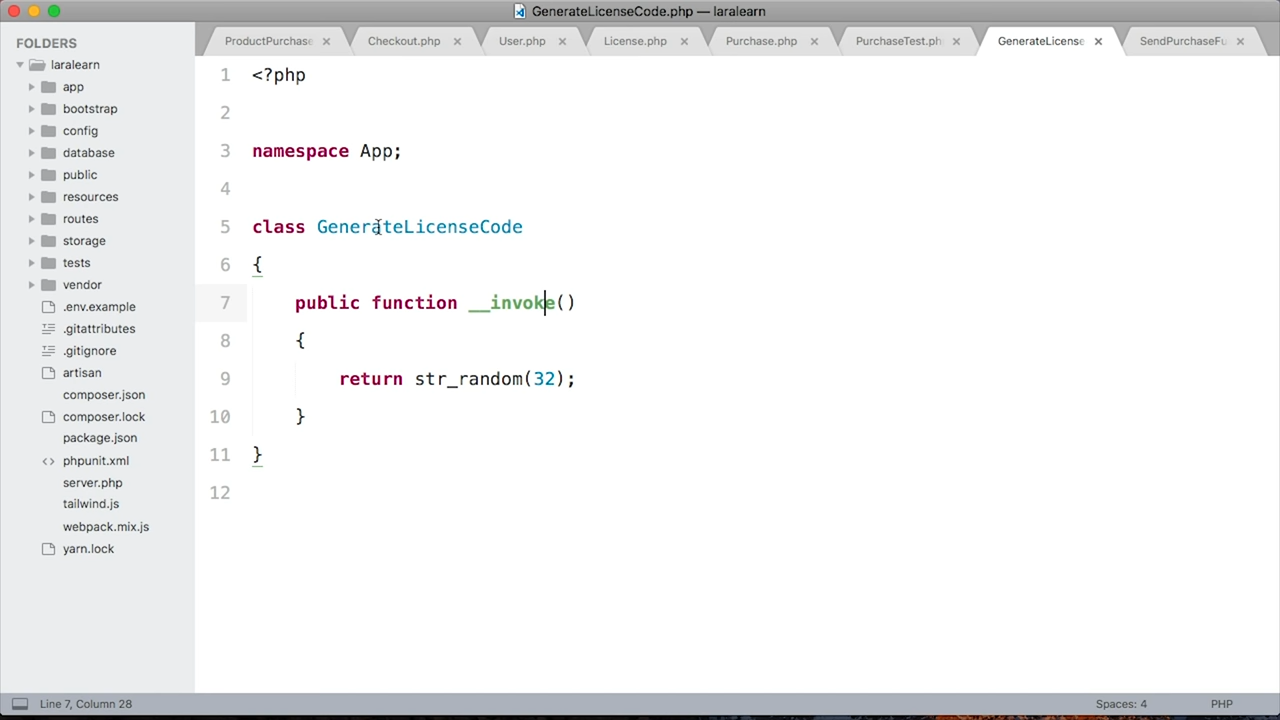 GenerateLicenseCode.php — laralearn
FOLDERS
laralearn
app
bootstrap
config
database
public
resources
routes
storage
tests
vendor
.env.example
.gitattributes
.gitignore
artisan
composer.json
composer.lock
package.json
phpunit.xml
server.php
tailwind.js
webpack.mix.js
yarn.lock
ProductPurchase
Checkout.php
User.php
License.php
Purchase.php
PurchaseTest.ph
GenerateLicense
SendPurchaseFu
1 <?php
2
3 namespace App;
4
5 class GenerateLicenseCode
6 {
7 public function __invoke()
8 {
9 return str_random(32);
10 }
11 }
12
Line 7, Column 28
Spaces: 4
PHP